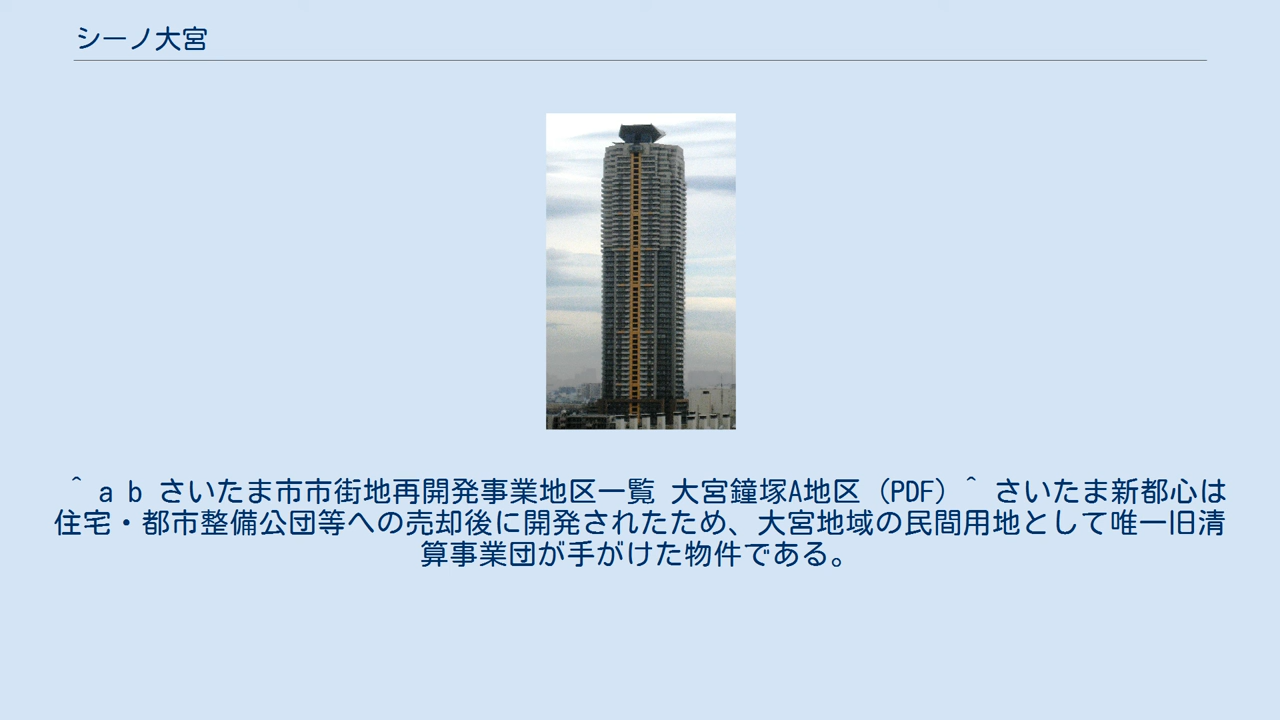 シーノ大宮
^ a b さいたま市市街地再開発事業地区一覧 大宮鐘塚A地区（PDF）^ さいたま新都心は
住宅・都市整備公団等への売却後に開発されたため、大宮地域の民間用地として唯一旧清
算事業団が手がけた物件である。